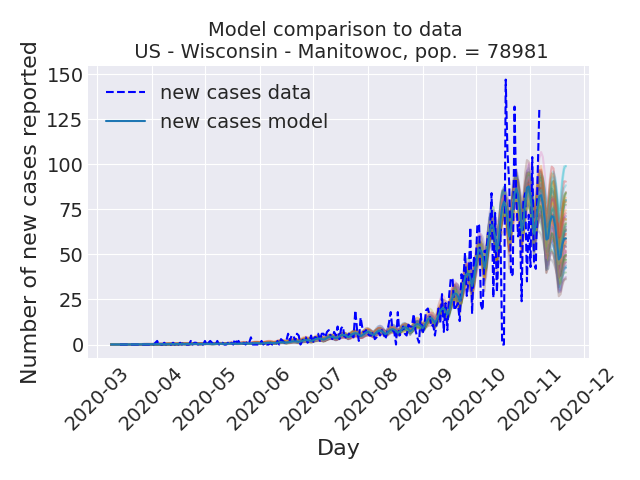 Model comparison to data
US - Wisconsin - Manitowoc, pop. = 78981
Number of new cases reported
150
125
100
75
50
25
0
new cases data
new cases model
2020-03
2020-04
2020-05
2020-06
2020-07
2020-08
2020-09
2020-10
2020-11
2020-12
Day